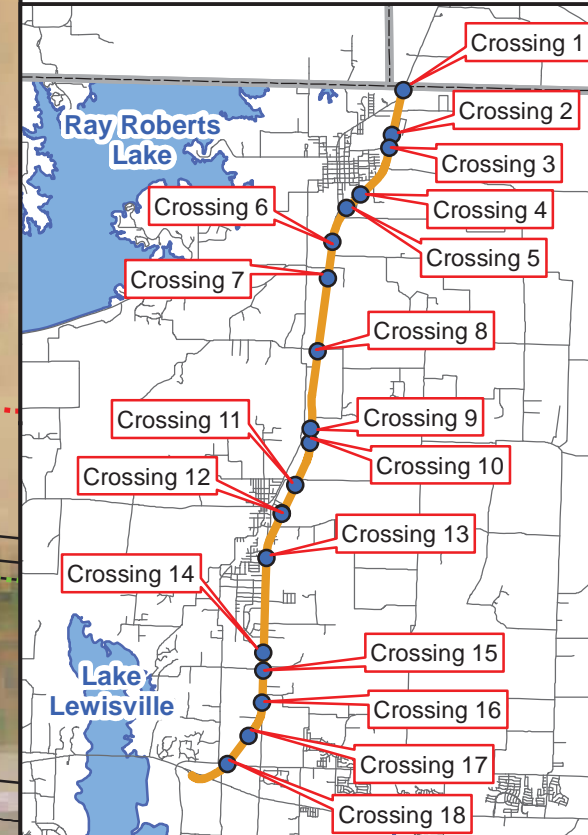 Crossing 1
Crossing 2
Ray Roberts
Lake
Crossing 3
Crossing 4
Crossing 6
Crossing 5
Crossing 7
Crossing 8
Crossing 9
Crossing 11
Crossing 10
Crossing 12
Crossing 13
Crossing 14
Crossing 15
Lake
Lewisville
Crossing 16
Crossing 17
Crossing 18